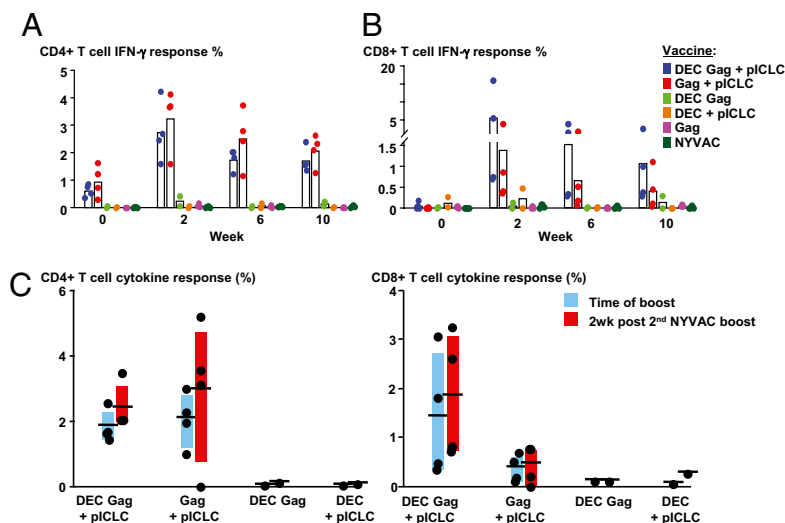 A
CD4+ T cell IFN-γ response %
5
4
3
2
1
0
0
2
6
10
Week
B
CD8+ T cell IFN-γ response %
20
5
1.5
1
0.5
0
0
2
6
10
Week
Vaccine:
DEC Gag + pICLC
Gag + pICLC
DEC Gag
DEC + pICLC
Gag
NYVAC
C
CD4+ T cell cytokine response (%)
6
4
2
0
DEC Gag
+ pICLC
Gag
+ pICLC
DEC Gag
DEC
+ pICLC
CD8+ T cell cytokine response (%)
4
3
2
1
0
DEC Gag
+ pICLC
Gag
+ pICLC
DEC Gag
DEC
+ pICLC
Time of boost
2wk post 2nd NYVAC boost